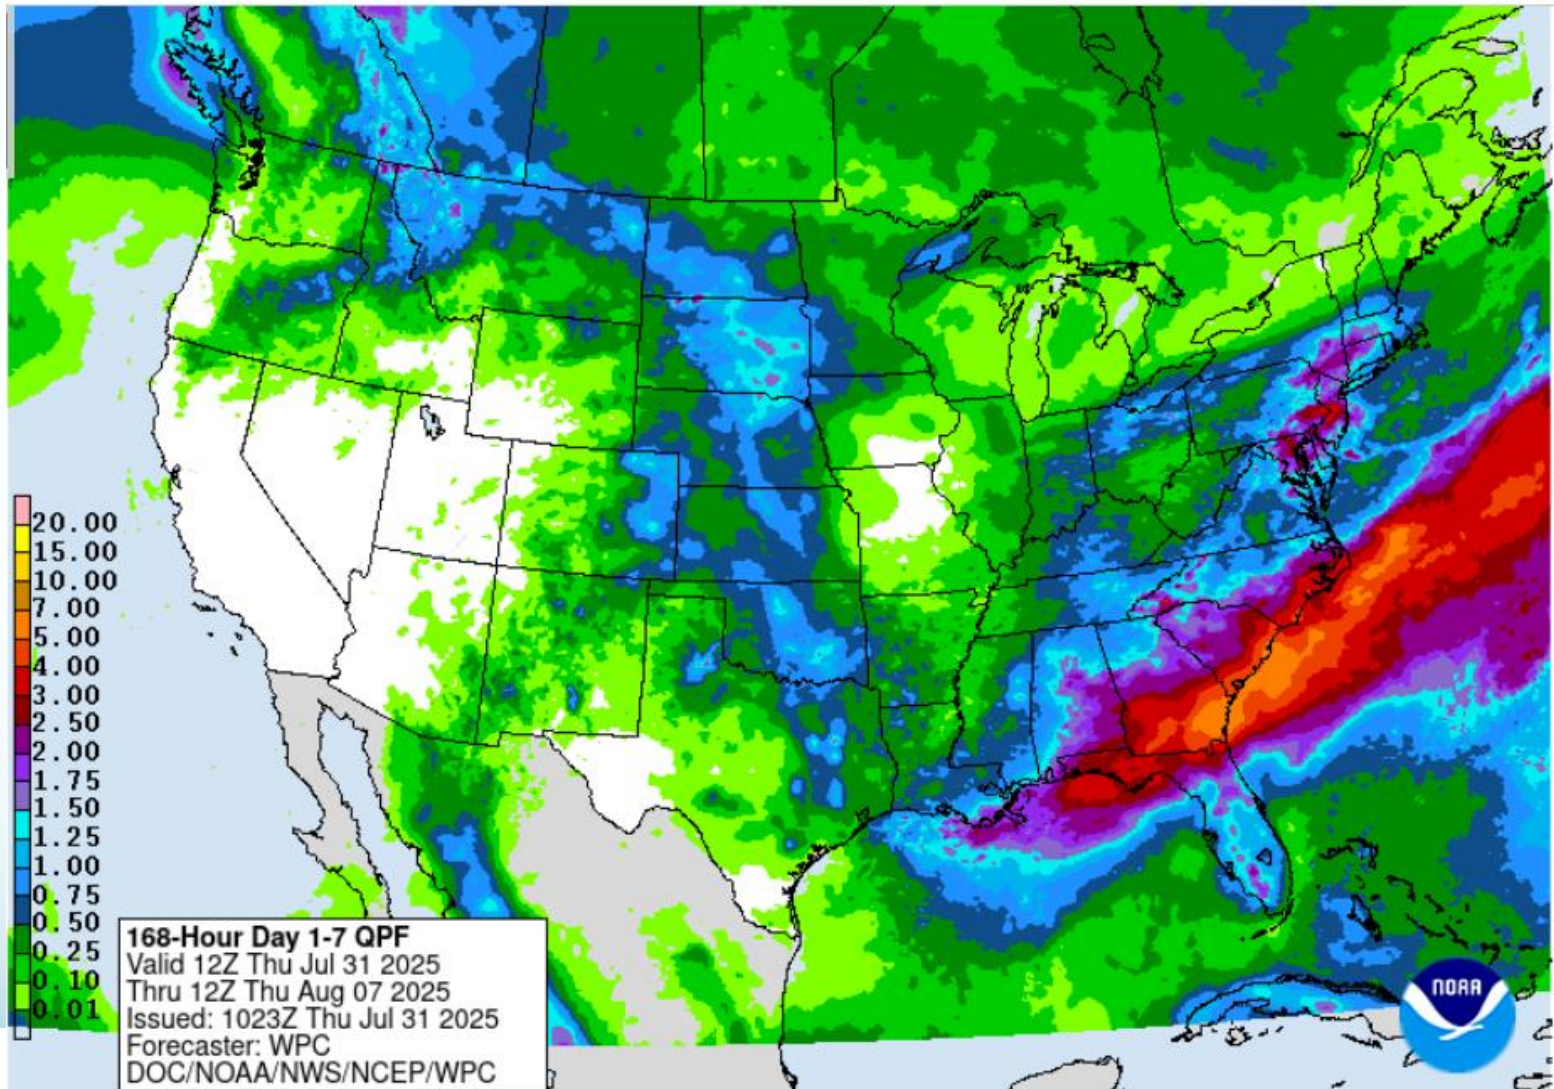 20.00
15.00
10.00
7.00
5.00
4.00
3.00
2.50
2.00
1.75
1.50
1.25
1.00
0.75
0.50
0.25
0.10
0.01
168-Hour Day 1-7 QPF
Valid 12Z Thu Jul 31 2025
Thru 12Z Thu Aug 07 2025
Issued: 1023Z Thu Jul 31 2025
Forecaster: WPC
DOC/NOAA/NWS/NCEP/WPC
NOAA